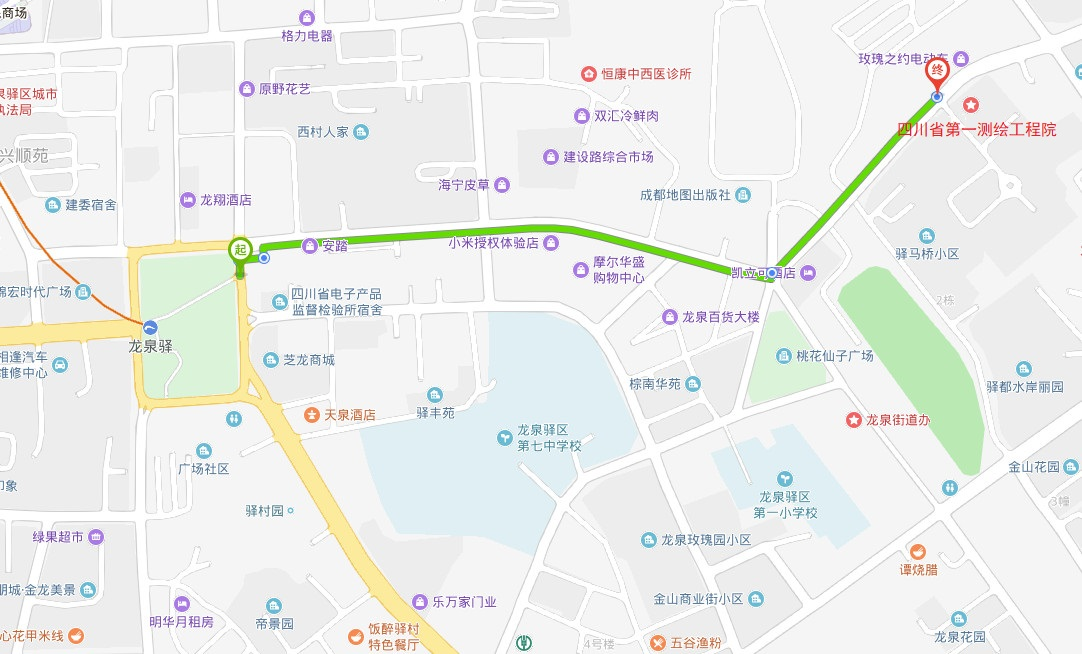 商场
格力电器
玫瑰之约电动车
终
恒康中西医诊所
原野花艺
泉驿区城市
执法局
双汇冷鲜肉
四川省第一测绘工程院
西村人家
兴顺苑
建设路综合市场
海宁皮草
成都地图出版社
龙翔酒店
建委宿舍
起
安踏
小米授权体验店
驿马桥小区
摩尔华盛
购物中心
锦宏时代广场
四川省电子产品
监督检验所宿舍
2栋
龙泉百货大楼
龙泉驿
相逢汽车
维修中心
芝龙商城
桃花仙子广场
棕南华苑
驿都水岸丽园
驿丰苑
天泉酒店
龙泉街道办
龙泉驿区
第七中学校
广场社区
金山花园
印象
龙泉驿区
第一小学校
3幢
驿村园
绿果超市
龙泉玫瑰园小区
谭烧腊
朋城·金龙美景
乐万家门业
金山商业街小区
明华月租房
帝景园
饭醉驿村
特色餐厅
龙泉花园
心花甲米线
4号楼
五谷渔粉